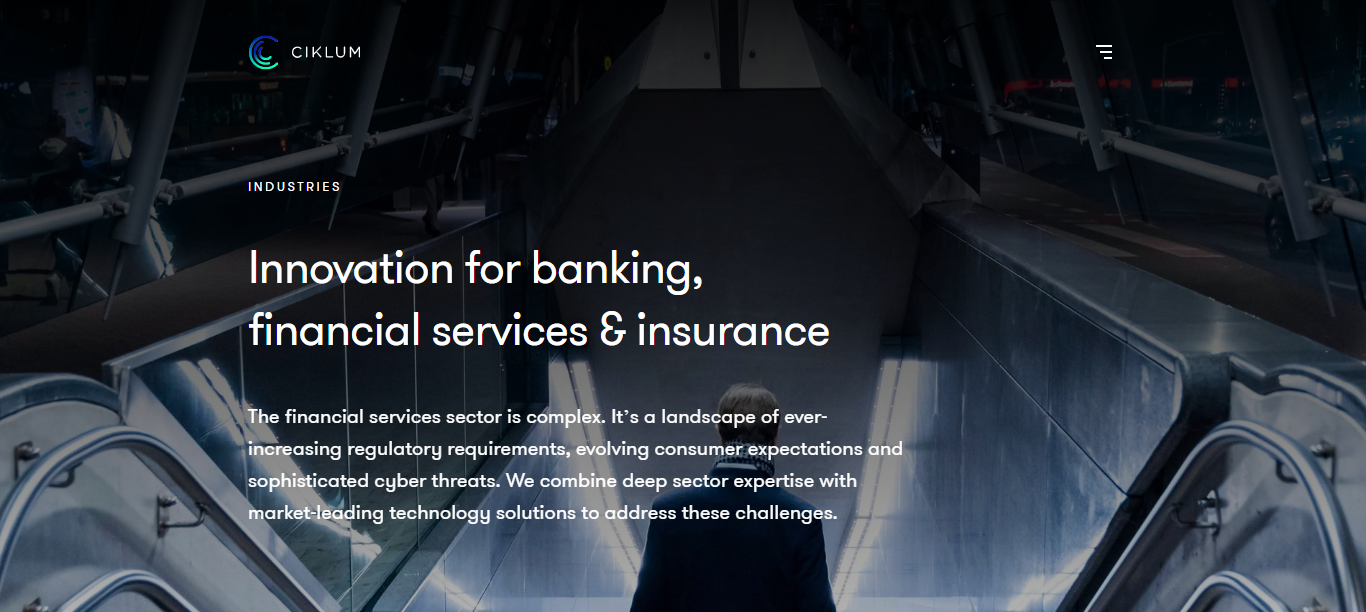 CIKLUM
INDUSTRIES
Innovation for banking,
financial services & insurance
The financial services sector is complex. It’s a landscape of ever-
increasing regulatory requirements, evolving consumer expectations and
sophisticated cyber threats. We combine deep sector expertise with
market-leading technology solutions to address these challenges.